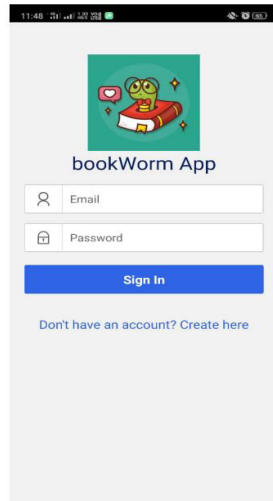 11:48
bookWorm App
Email
Password
Sign In
Don't have an account? Create here